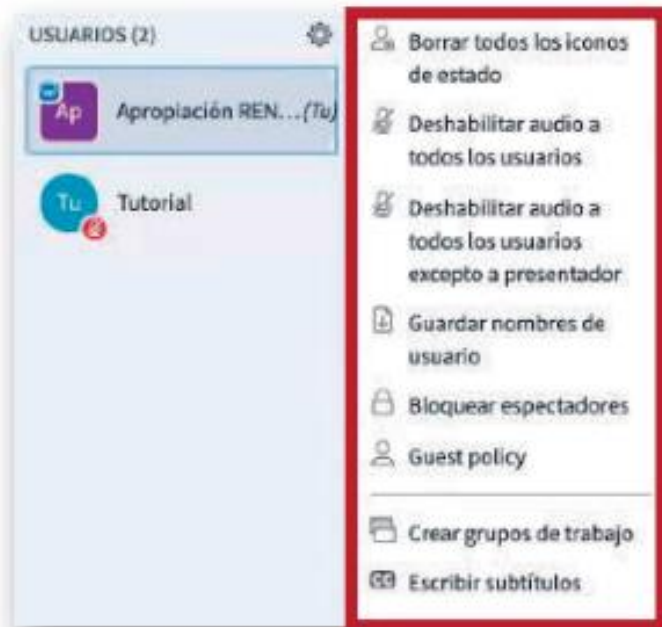 USUARIOS (2)
Ap
Apropiación REN...(Tu)
Tu
Tutorial
Borrar todos los iconos
de estado
Deshabilitar audio a
todos los usuarios
Deshabilitar audio a
todos los usuarios
excepto a presentador
Guardar nombres de
usuario
Bloquear espectadores
Guest policy
Crear grupos de trabajo
CC Escribir subtítulos